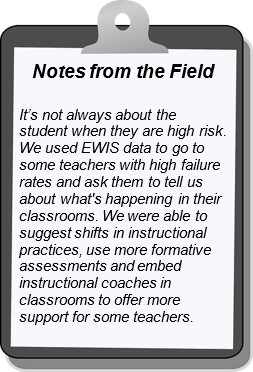 Notes from the Field
It’s not always about the
student when they are high risk.
We used EWIS data to go to
some teachers with high failure
rates and ask them to tell us
about what's happening in their
classrooms. We were able to
suggest shifts in instructional
practices, use more formative
assessments and embed
instructional coaches in
classrooms to offer more
support for some teachers.